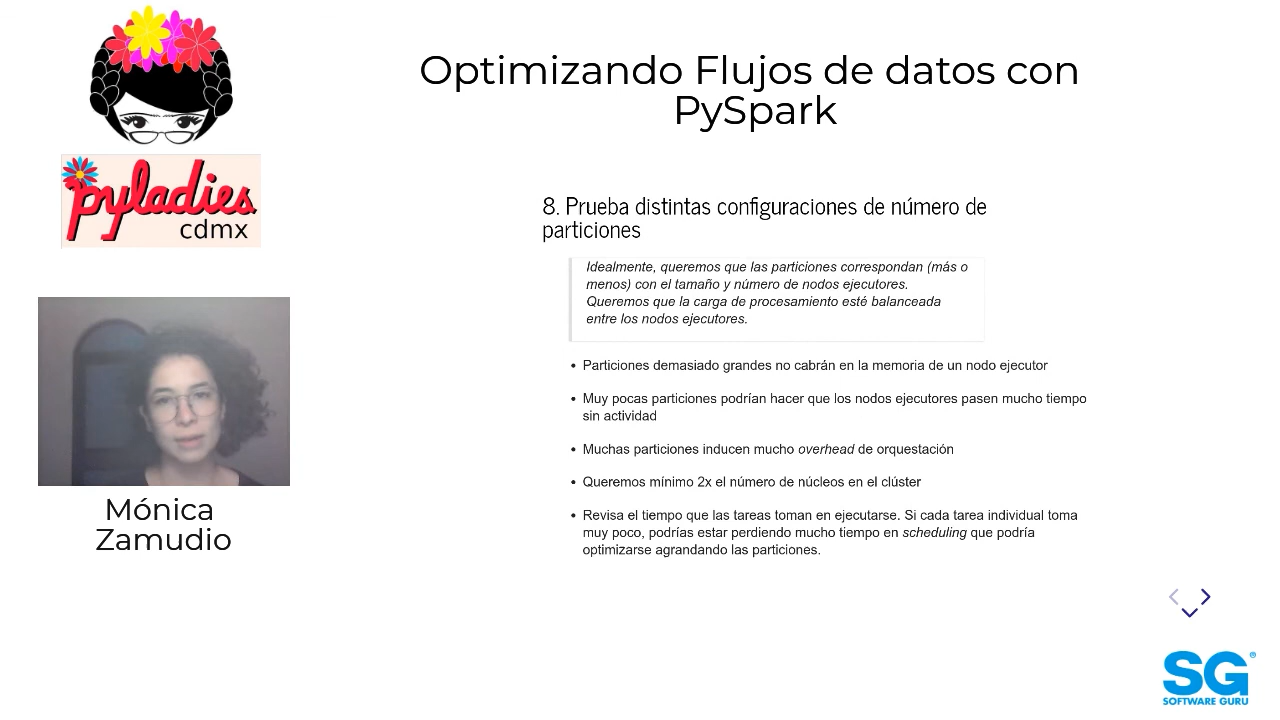 Optimizando Flujos de datos con
PySpark
pyladies
cdmx
8. Prueba distintas configuraciones de número de
particiones
Idealmente, queremos que las particiones correspondan (más o
menos) con el tamaño y número de nodos ejecutores.
Queremos que la carga de procesamiento esté balanceada
entre los nodos ejecutores.
• Particiones demasiado grandes no cabrán en la memoria de un nodo ejecutor
• Muy pocas particiones podrían hacer que los nodos ejecutores pasen mucho tiempo
sin actividad
• Muchas particiones inducen mucho overhead de orquestación
• Queremos mínimo 2x el número de núcleos en el clúster
• Revisa el tiempo que las tareas toman en ejecutarse. Si cada tarea individual toma
muy poco, podrías estar perdiendo mucho tiempo en scheduling que podría
optimizarse agrandando las particiones.
Mónica
Zamudio
SG®
SOFTWARE GURU